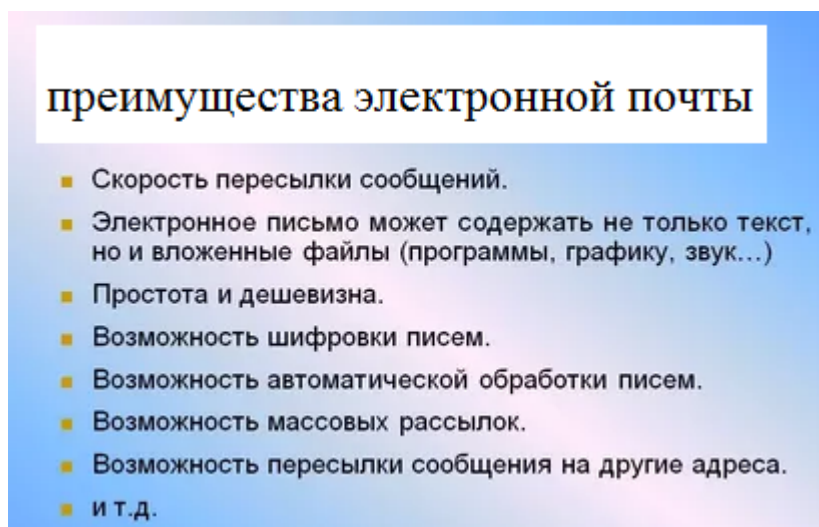 преимущества электронной почты
Скорость пересылки сообщений.
Электронное письмо может содержать не только текст,
но и вложенные файлы (программы, графику, звук...)
Простота и дешевизна.
Возможность шифровки писем.
Возможность автоматической обработки писем.
Возможность массовых рассылок.
Возможность пересылки сообщения на другие адреса.
и т.д.